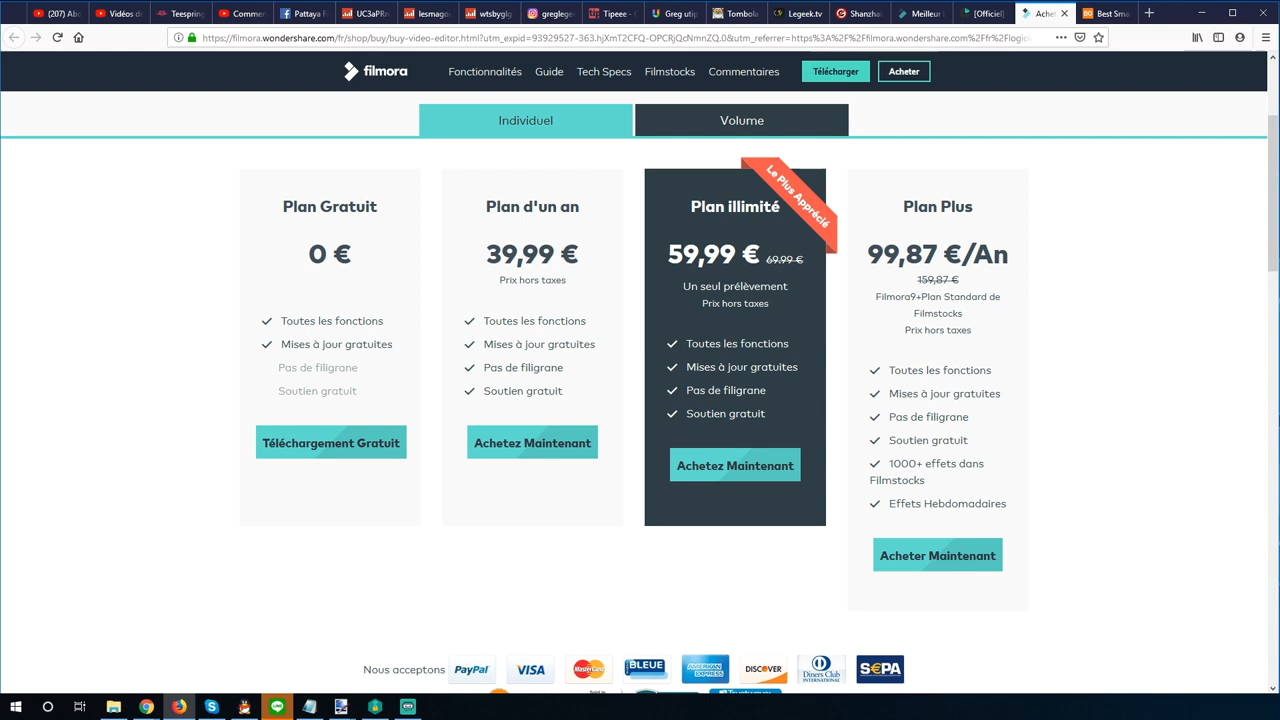 (207) Abo
Vidéos da
Teespring
Commer
Pattaya F
UC3aPRi
lesmago
wtsbyglg
gregleg
Tipeee - G
Greg utip
Tombola
Legeek.tv
Shanzhai
Meilleur L
[Officiel]
Ache
Best Sma
https://filmora.wondershare.com/fr/shop/buy/buy-video-editor.html?utm_expid=93929527-363.hjXmT2CFQ-OPCRjQcNmnZQ.0&utm_referrer=https%3A%2F%2Ffilmora.wondershare.com%2Ffr%2Flogic
filmora
Fonctionnalités
Guide
Tech Specs
Filmstocks
Commentaires
Télécharger
Acheter
Individuel
Volume
Plan Gratuit
0 €
Toutes les fonctions
Mises à jour gratuites
Pas de filigrane
Soutien gratuit
Téléchargement Gratuit
Plan d'un an
39,99 €
Prix hors taxes
Toutes les fonctions
Mises à jour gratuites
Pas de filigrane
Soutien gratuit
Achetez Maintenant
Le Plus Apprécié
Plan illimité
59,99 € 69,99 €
Un seul prélèvement
Prix hors taxes
Toutes les fonctions
Mises à jour gratuites
Pas de filigrane
Soutien gratuit
Achetez Maintenant
Plan Plus
99,87 €/An
159,87 €
Filmora9+Plan Standard de
Filmstocks
Prix hors taxes
Toutes les fonctions
Mises à jour gratuites
Pas de filigrane
Soutien gratuit
1000+ effets dans
Filmstocks
Effets Hebdomadaires
Acheter Maintenant
Nous acceptons
PayPal
VISA
MasterCard
BLEUE
AMERICAN EXPRESS
DISCOVER
Diners Club
INTERNATIONAL
S€PA